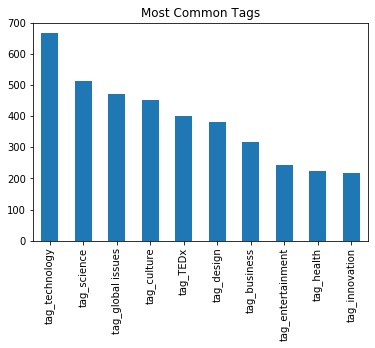 Most Common Tags
700
600
500
400
300
200
100
0
tag_technology
tag_science
tag_global issues
tag_culture
tag_TEDx
tag_design
tag_business
tag_entertainment
tag_health
tag_innovation